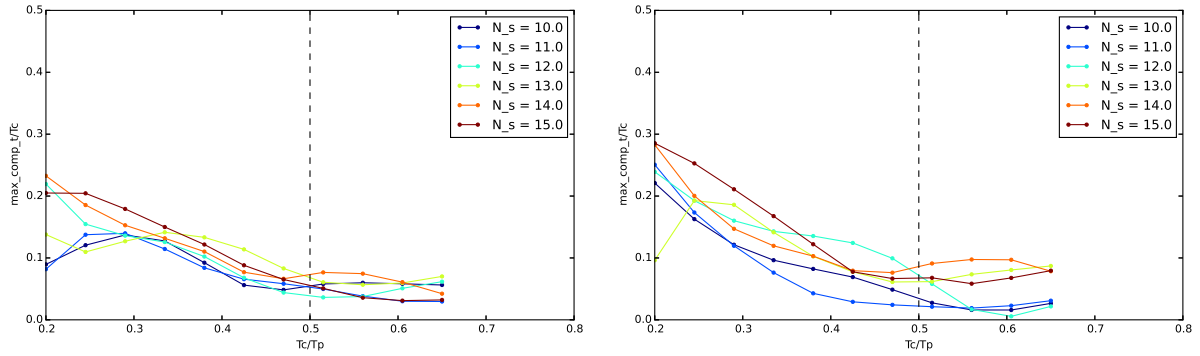 max_comp_t/Tc
0.5
0.4
0.3
0.2
0.1
0.0
0.2 0.3 0.4 0.5 0.6 0.7 0.8
Tc/Tp
N_s = 10.0
N_s = 11.0
N_s = 12.0
N_s = 13.0
N_s = 14.0
N_s = 15.0
max_comp_t/Tc
0.5
0.4
0.3
0.2
0.1
0.0
0.2 0.3 0.4 0.5 0.6 0.7 0.8
Tc/Tp
N_s = 10.0
N_s = 11.0
N_s = 12.0
N_s = 13.0
N_s = 14.0
N_s = 15.0